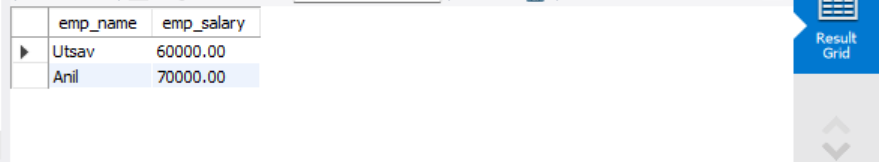 emp_name emp_salary
Utsav 60000.00
Anil 70000.00
Result
Grid